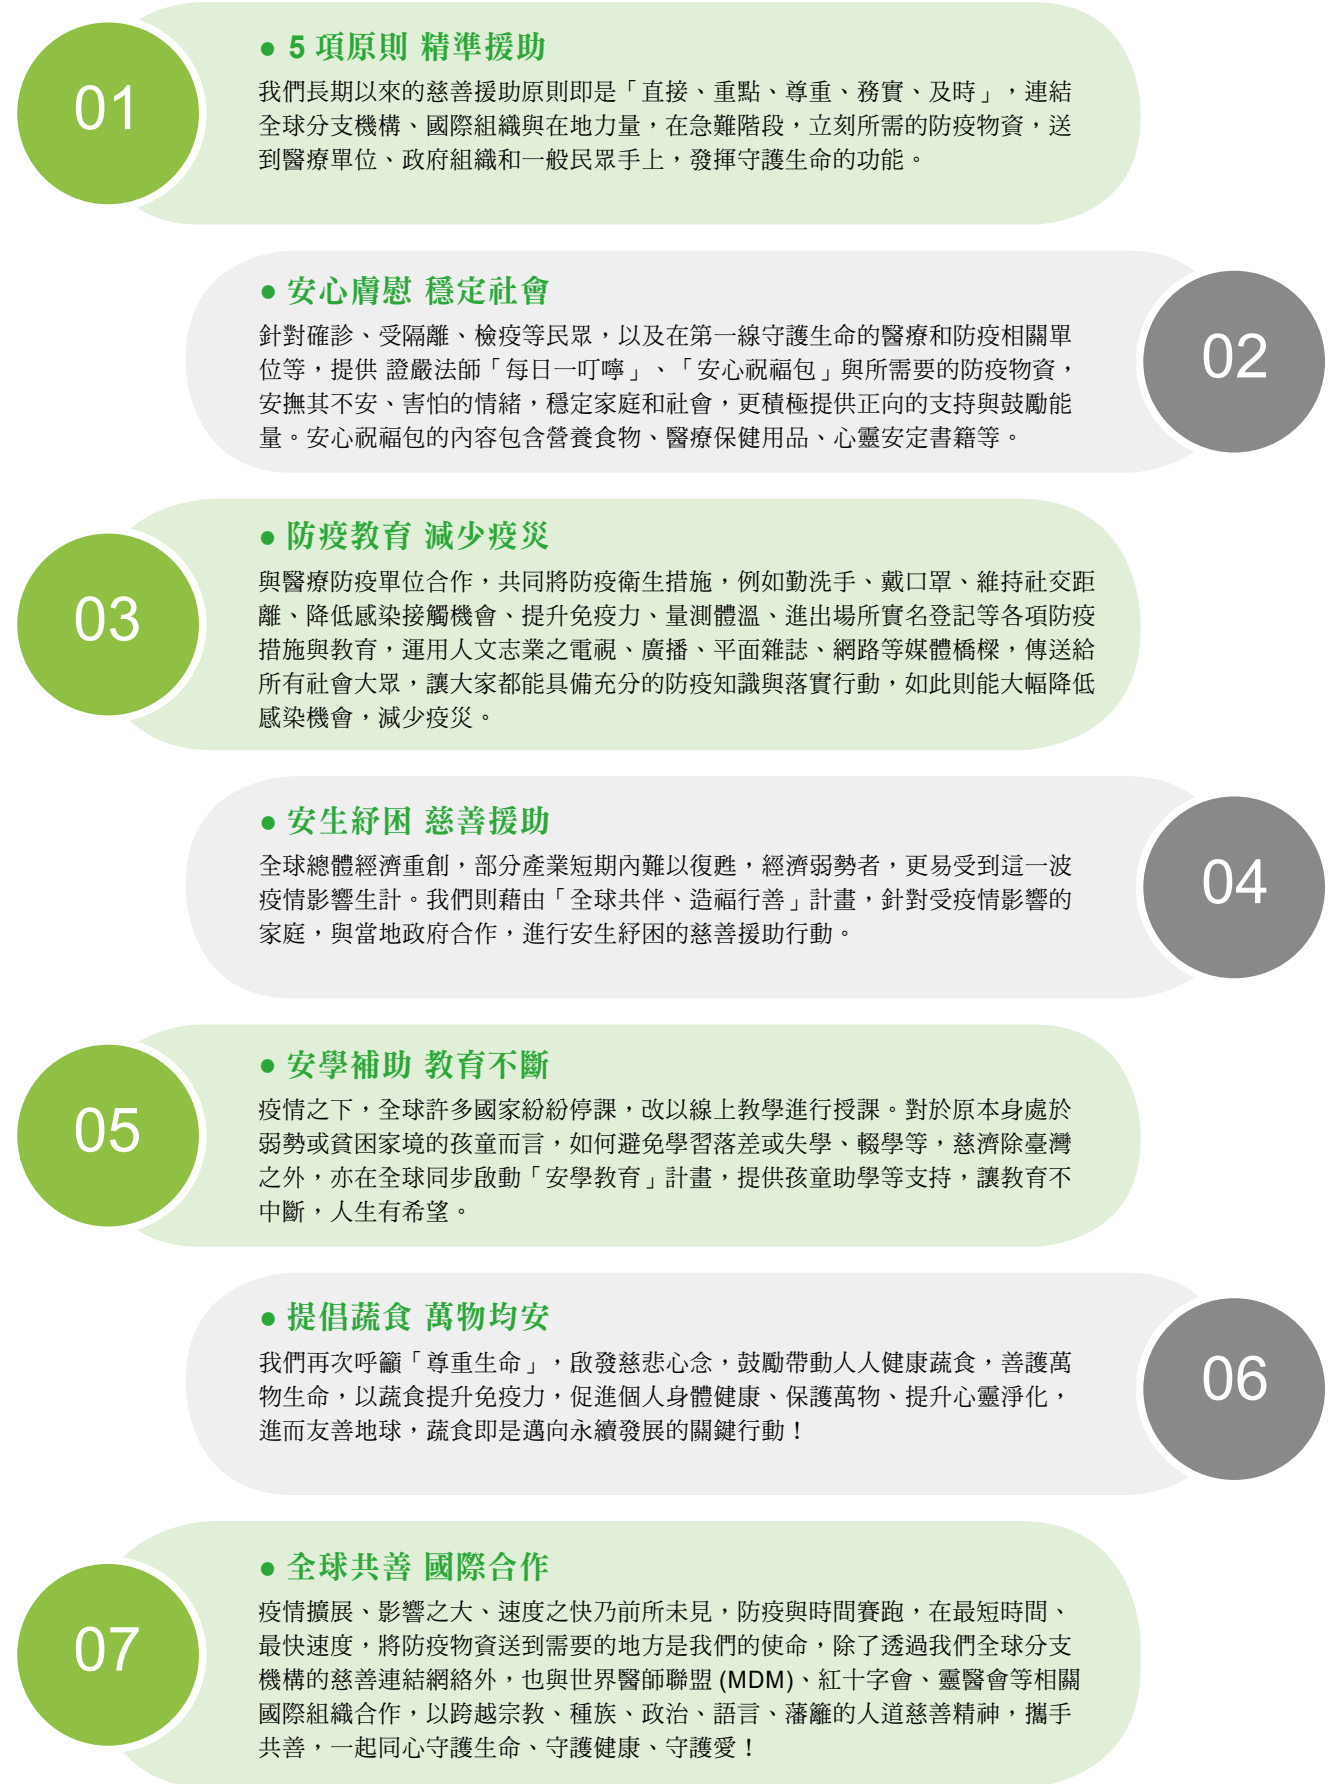 01
● 5 項原則 精準援助
我們長期以來的慈善援助原則即是「直接、重點、尊重、務實、及時」，連結
全球分支機構、國際組織與在地力量，在急難階段，立刻所需的防疫物資，送
到醫療單位、政府組織和一般民眾手上，發揮守護生命的功能。
02
● 安心膚慰 穩定社會
針對確診、受隔離、檢疫等民眾，以及在第一線守護生命的醫療和防疫相關單
位等，提供 證嚴法師「每日一叮嚀」、「安心祝福包」與所需要的防疫物資，
安撫其不安、害怕的情緒，穩定家庭和社會，更積極提供正向的支持與鼓勵能
量。安心祝福包的內容包含營養食物、醫療保健用品、心靈安定書籍等。
03
● 防疫教育 減少疫災
與醫療防疫單位合作，共同將防疫衛生措施，例如勤洗手、戴口罩、維持社交距
離、降低感染接觸機會、提升免疫力、量測體溫、進出場所實名登記等各項防疫
措施與教育，運用人文志業之電視、廣播、平面雜誌、網路等媒體橋樑，傳送給
所有社會大眾，讓大家都能具備充分的防疫知識與落實行動，如此則能大幅降低
感染機會，減少疫災。
04
● 安生紓困 慈善援助
全球總體經濟重創，部分產業短期內難以復甦，經濟弱勢者，更易受到這一波
疫情影響生計。我們則藉由「全球共伴、造福行善」計畫，針對受疫情影響的
家庭，與當地政府合作，進行安生紓困的慈善援助行動。
05
● 安學補助 教育不斷
疫情之下，全球許多國家紛紛停課，改以線上教學進行授課。對於原本身處於
弱勢或貧困家境的孩童而言，如何避免學習落差或失學、輟學等，慈濟除臺灣
之外，亦在全球同步啟動「安學教育」計畫，提供孩童助學等支持，讓教育不
中斷，人生有希望。
06
● 提倡蔬食 萬物均安
我們再次呼籲「尊重生命」，啟發慈悲心念，鼓勵帶動人人健康蔬食，善護萬
物生命，以蔬食提升免疫力，促進個人身體健康、保護萬物、提升心靈淨化，
進而友善地球，蔬食即是邁向永續發展的關鍵行動！
07
● 全球共善 國際合作
疫情擴展、影響之大、速度之快乃前所未見，防疫與時間賽跑，在最短時間、
最快速度，將防疫物資送到需要的地方是我們的使命，除了透過我們全球分支
機構的慈善連結網絡外，也與世界醫師聯盟 (MDM)、紅十字會、靈醫會等相關
國際組織合作，以跨越宗教、種族、政治、語言、藩籬的人道慈善精神，攜手
共善，一起同心守護生命、守護健康、守護愛！